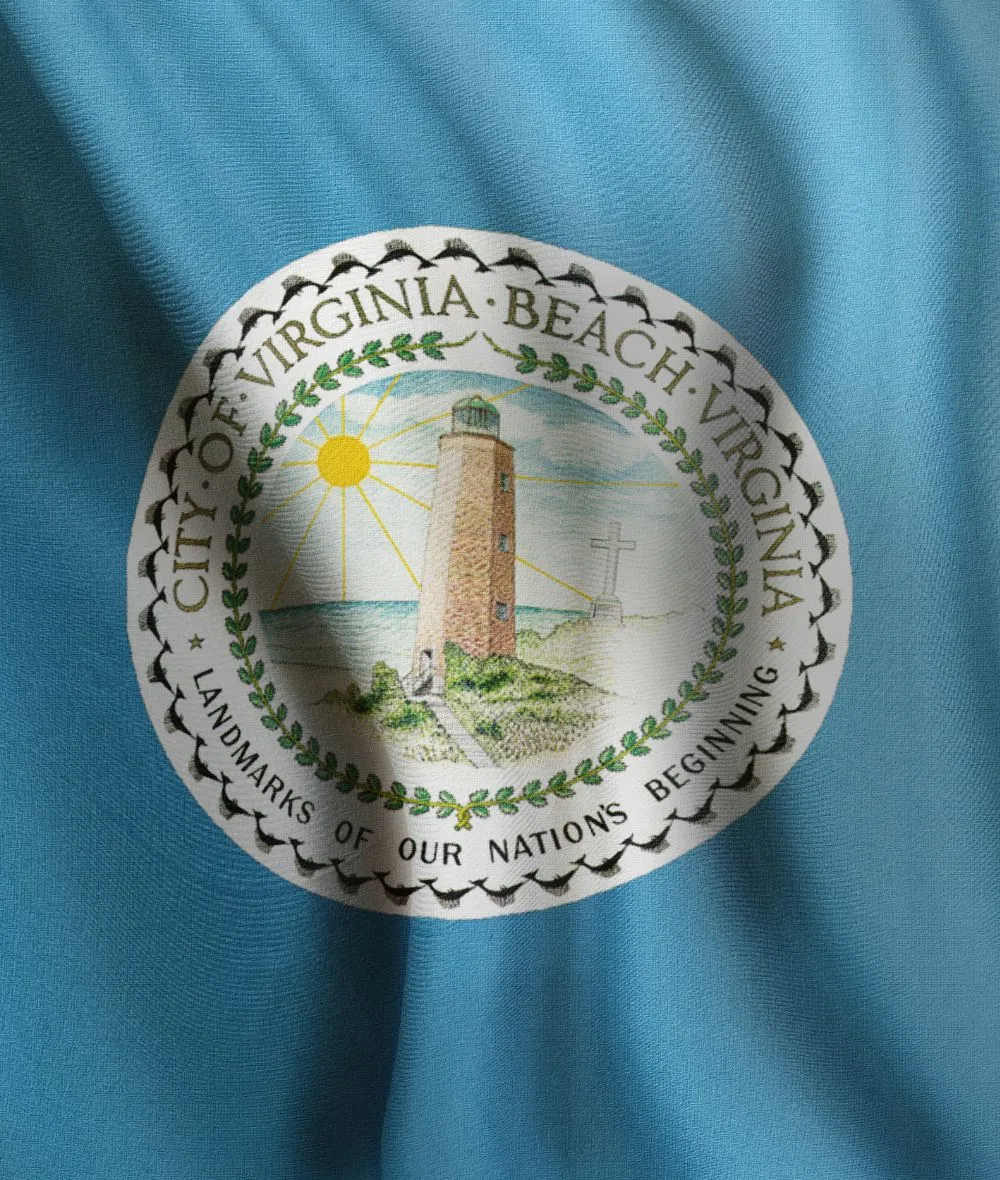 CITY·OF·VIRGINIA·BEACH·VIRGINIA
LANDMARKS OF OUR NATION'S BEGINNING